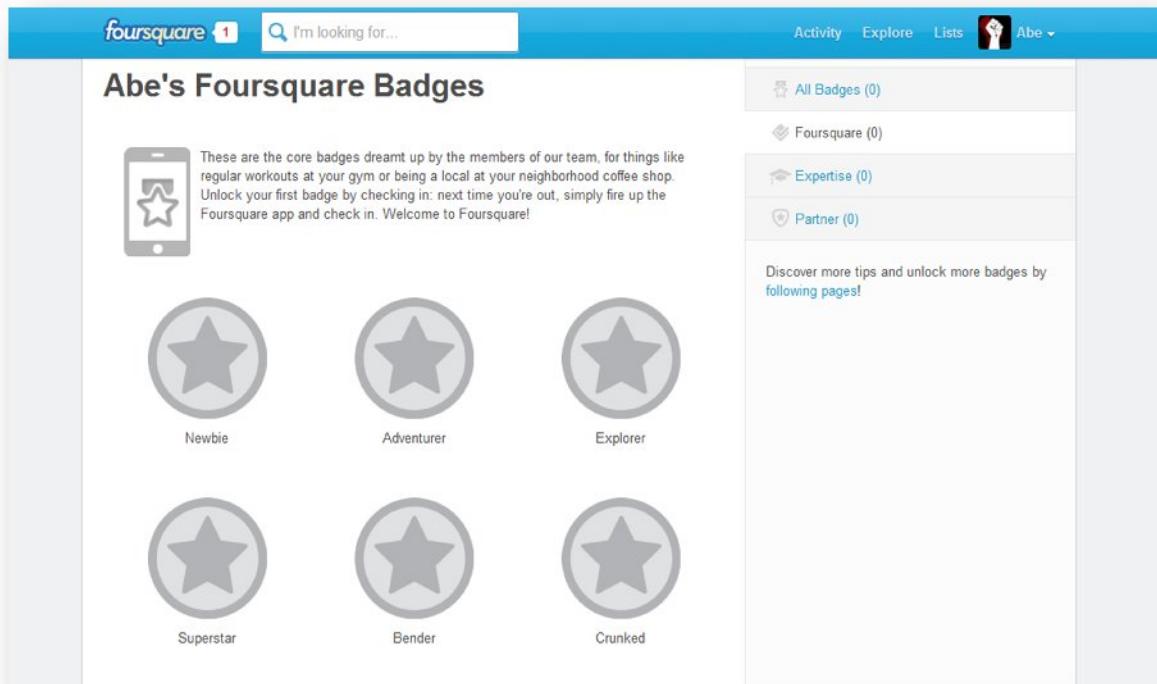 foursquare 1 I'm looking for... Activity Explore Lists Abe
Abe's Foursquare Badges
These are the core badges dreamt up by the members of our team, for things like
regular workouts at your gym or being a local at your neighborhood coffee shop.
Unlock your first badge by checking in: next time you're out, simply fire up the
Foursquare app and check in. Welcome to Foursquare!
Newbie Adventurer Explorer
Superstar Bender Crunked
All Badges (0)
Foursquare (0)
Expertise (0)
Partner (0)
Discover more tips and unlock more badges by
following pages!